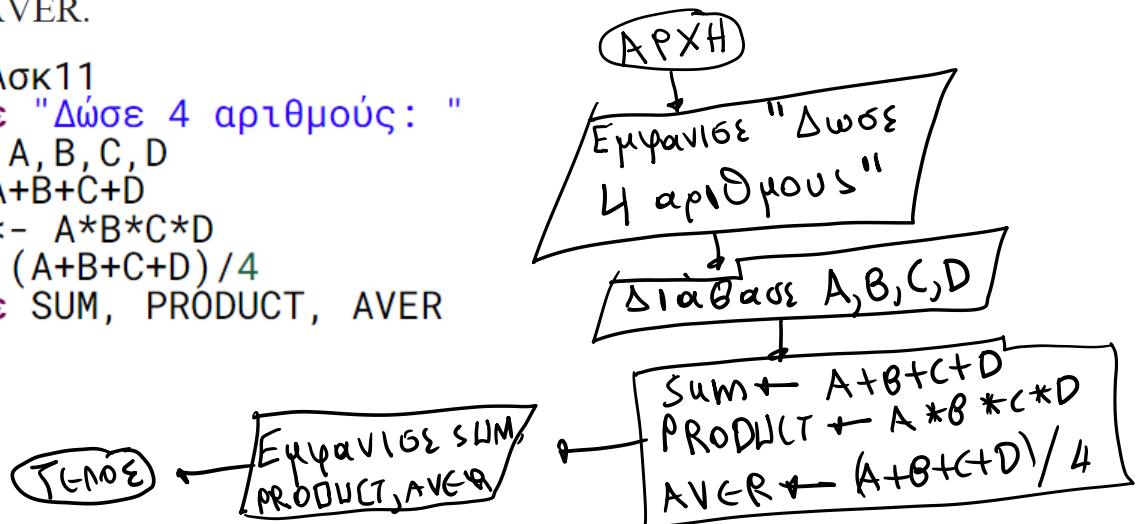 AVER.
Ασκ11
ε "Δώσε 4 αριθμούς: "
A,B,C,D
A+B+C+D
<- A*B*C*D
(A+B+C+D)/4
ε SUM, PRODUCT, AVER
ΑΡΧΗ
Εμφανισε "Δωσε
4 αριθμους"
Διαβασε A,B,C,D
Sum ← A+B+C+D
PRODUCT ← A*B*C*D
AVER ← (A+B+C+D)/4
Εμφανισε SUM,
PRODUCT, AVER
ΤΕΛΟΣ